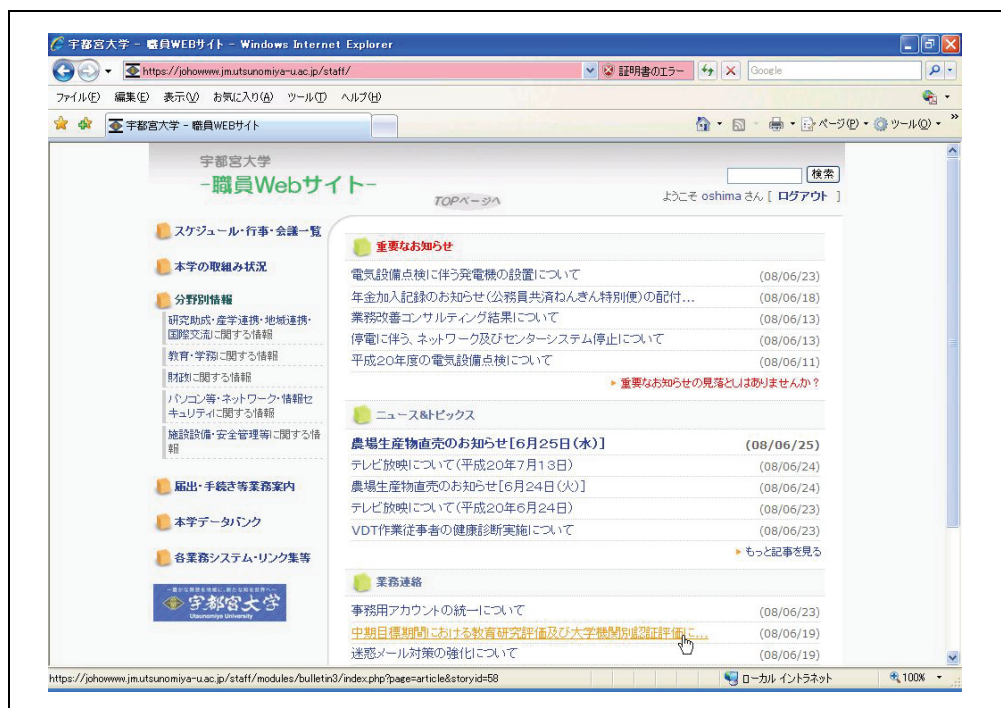 宇都宮大学 - 職員WEBサイト - Windows Internet Explorer
https://johowww.jm.utsunomiya-u.ac.jp/staff/
証明書のエラー
Google
ファイル(F) 編集(E) 表示(V) お気に入り(A) ツール(T) ヘルプ(H)
宇都宮大学 - 職員WEBサイト
ページ(P) ツール(O)
宇都宮大学
-職員Webサイト-
TOPページへ
検索
ようこそ oshima さん [ ログアウト ]
スケジュール・行事・会議一覧
本学の取組み状況
分野別情報
研究助成・産学連携・地域連携・
国際交流に関する情報
教育・学務に関する情報
財政に関する情報
パソコン等・ネットワーク・情報セ
キュリティに関する情報
施設設備・安全管理等に関する情
報
届出・手続き等業務案内
本学データバンク
各業務システム・リンク集等
宇都宮大学
Utsunomiya University
重要なお知らせ
電気設備点検に伴う発電機の設置について (08/06/23)
年金加入記録のお知らせ(公務員共済ねんきん特別便)の配付... (08/06/18)
業務改善コンサルティング結果について (08/06/13)
停電に伴う、ネットワーク及びセンターシステム停止について (08/06/13)
平成20年度の電気設備点検について (08/06/11)
重要なお知らせの見落としはありませんか?
ニュース&トピックス
農場生産物直売のお知らせ[6月25日(水)] (08/06/25)
テレビ放映について(平成20年7月13日) (08/06/24)
農場生産物直売のお知らせ[6月24日(火)] (08/06/24)
テレビ放映について(平成20年6月24日) (08/06/23)
VDT作業従事者の健康診断実施について (08/06/23)
もっと記事を見る
業務連絡
事務用アカウントの統一について (08/06/23)
中期目標期間における教育研究評価及び大学機関別認証評価に... (08/06/19)
迷惑メール対策の強化について (08/06/19)
https://johowww.jm.utsunomiya-u.ac.jp/staff/modules/bulletin3/index.php?page=article&storyid=58
ローカル イントラネット
100%